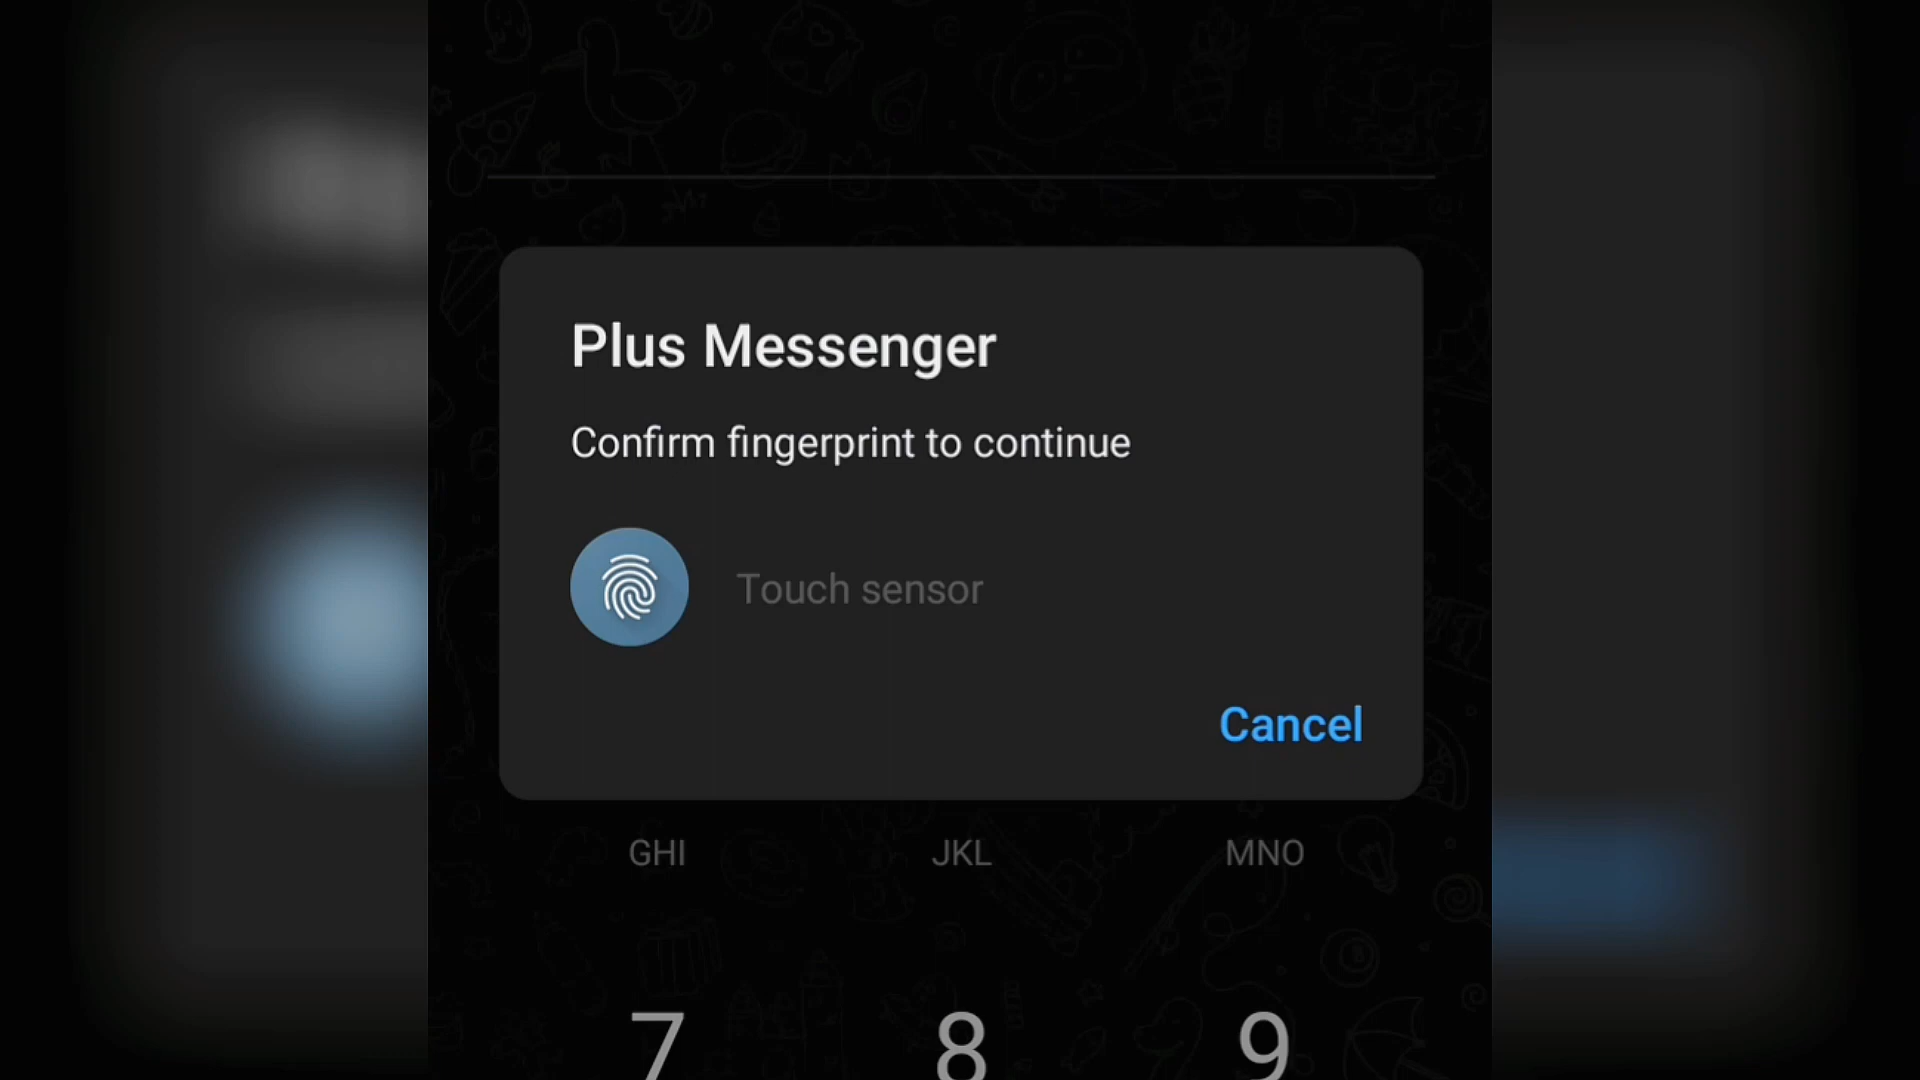 Plus Messenger
Confirm fingerprint to continue
Touch sensor
Cancel
GHI JKL MNO
7 8 9